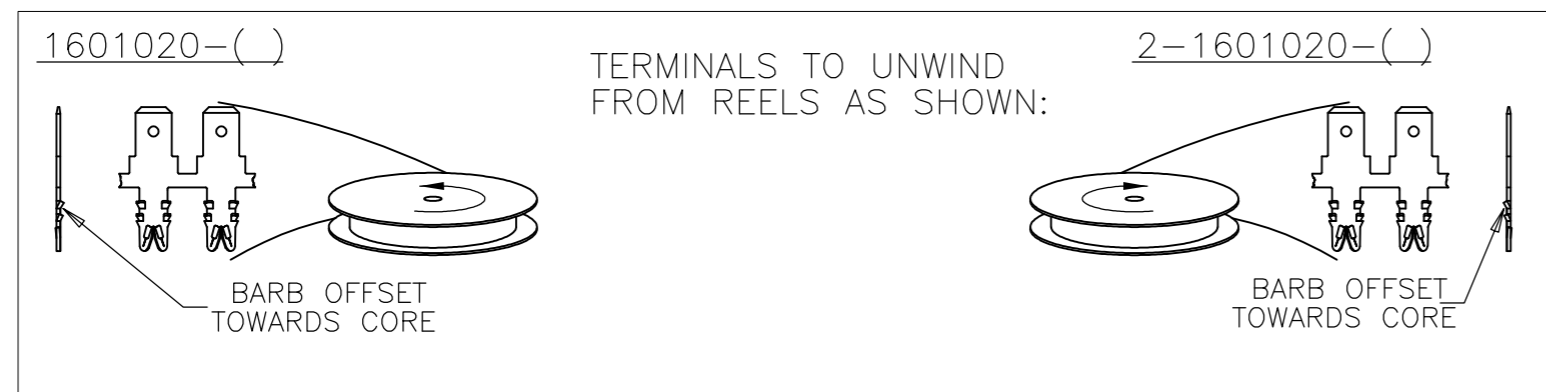 1601020-( )
TERMINALS TO UNWIND
FROM REELS AS SHOWN:
2-1601020-( )
BARB OFFSET
TOWARDS CORE
BARB OFFSET
TOWARDS CORE